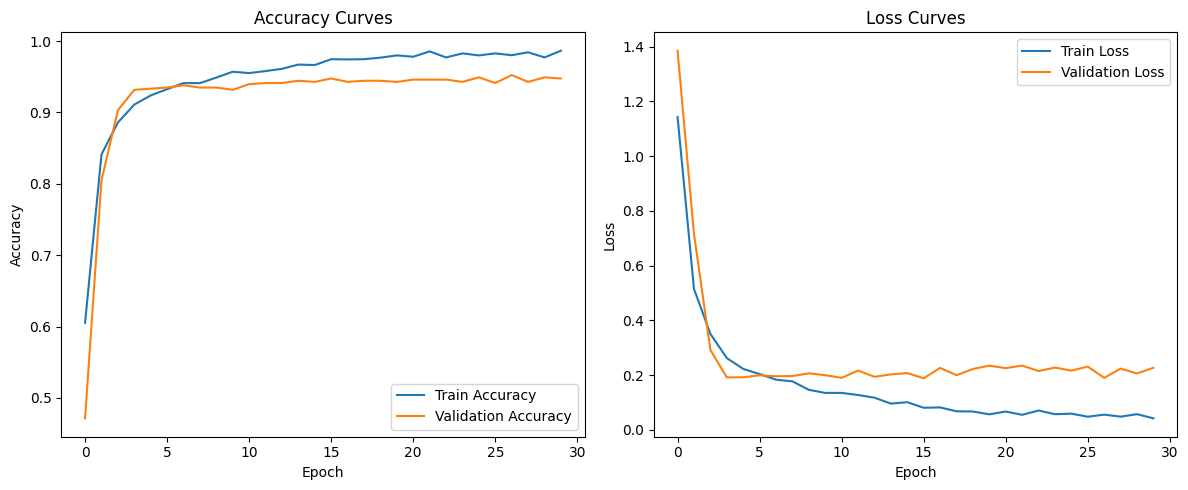 Accuracy Curves
1.0
0.9
0.8
0.7
0.6
0.5
Accuracy
Train Accuracy
Validation Accuracy
0 5 10 15 20 25 30
Epoch
Loss Curves
1.4
1.2
1.0
0.8
0.6
0.4
0.2
0.0
Loss
Train Loss
Validation Loss
0 5 10 15 20 25 30
Epoch